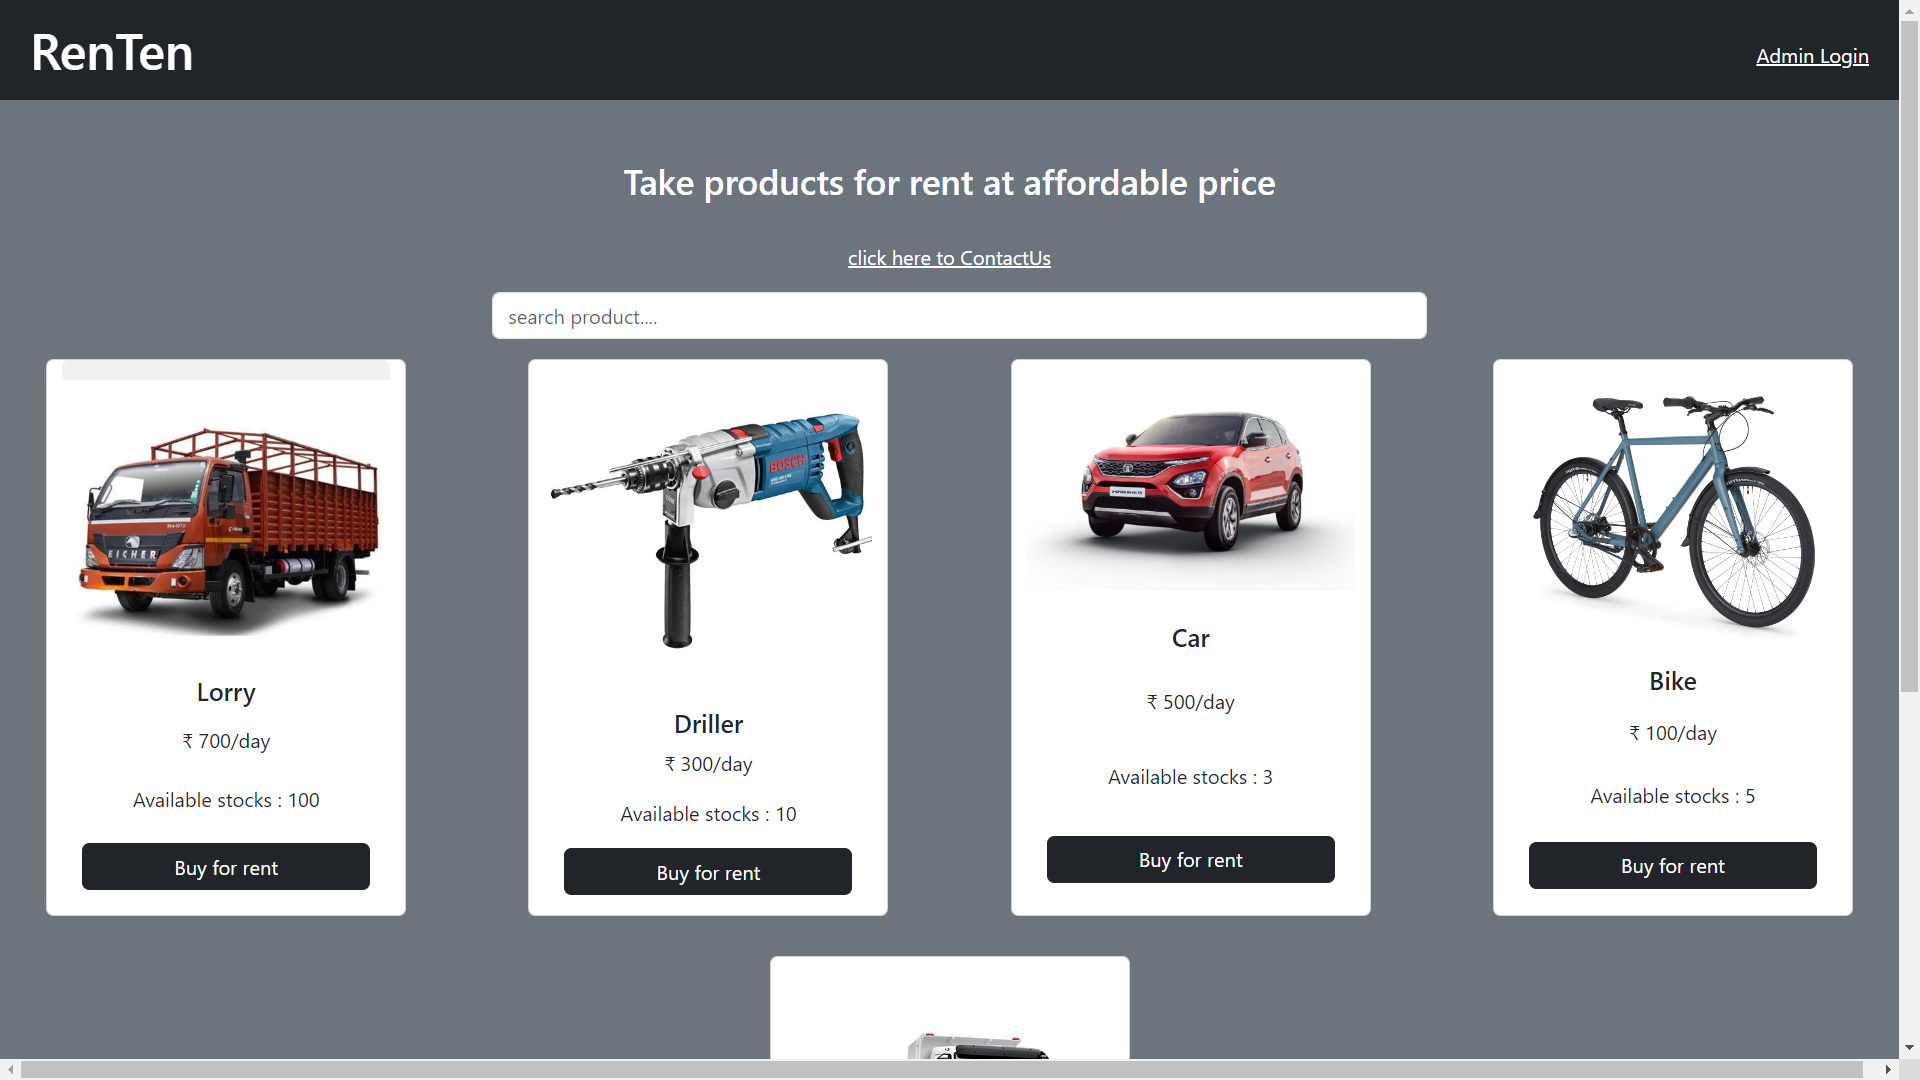 RenTen
Admin Login
Take products for rent at affordable price
click here to ContactUs
search product....
EICHER
Lorry
₹ 700/day
Available stocks : 100
Buy for rent
BOSCH
Driller
₹ 300/day
Available stocks : 10
Buy for rent
Car
₹ 500/day
Available stocks : 3
Buy for rent
Bike
₹ 100/day
Available stocks : 5
Buy for rent